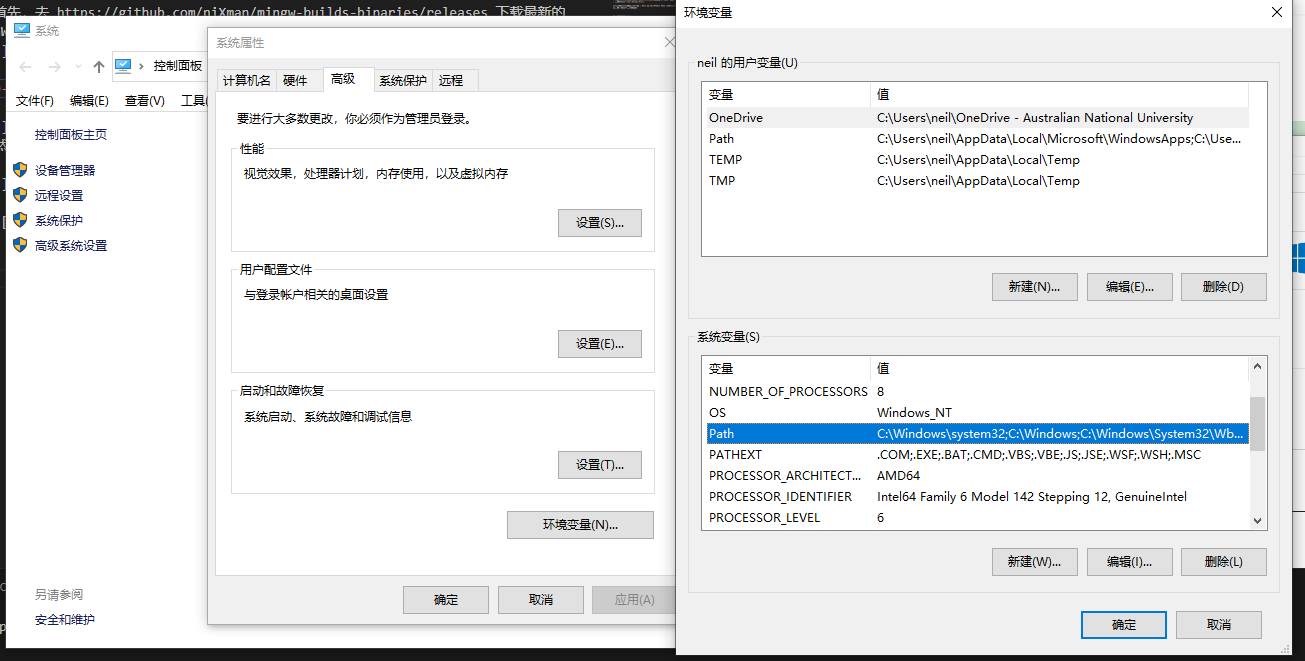 首先，去 https://github.com/niXman/mingw-builds-binaries/releases 下载最新的
系统
控制面板
文件(F) 编辑(E) 查看(V) 工具(
控制面板主页
设备管理器
远程设置
系统保护
高级系统设置
另请参阅
安全和维护
系统属性
计算机名 硬件 高级 系统保护 远程
要进行大多数更改，你必须作为管理员登录。
性能
视觉效果，处理器计划，内存使用，以及虚拟内存
设置(S)...
用户配置文件
与登录帐户相关的桌面设置
设置(E)...
启动和故障恢复
系统启动、系统故障和调试信息
设置(T)...
环境变量(N)...
确定 取消 应用(A)
环境变量
neil 的用户变量(U)
变量 值
OneDrive C:\Users\neil\OneDrive - Australian National University
Path C:\Users\neil\AppData\Local\Microsoft\WindowsApps;C:\Use...
TEMP C:\Users\neil\AppData\Local\Temp
TMP C:\Users\neil\AppData\Local\Temp
新建(N)... 编辑(E)... 删除(D)
系统变量(S)
变量 值
NUMBER_OF_PROCESSORS 8
OS Windows_NT
Path C:\Windows\system32;C:\Windows;C:\Windows\System32\Wb...
PATHEXT .COM;.EXE;.BAT;.CMD;.VBS;.VBE;.JS;.JSE;.WSF;.WSH;.MSC
PROCESSOR_ARCHITECT... AMD64
PROCESSOR_IDENTIFIER Intel64 Family 6 Model 142 Stepping 12, GenuineIntel
PROCESSOR_LEVEL 6
新建(W)... 编辑(I)... 删除(L)
确定 取消